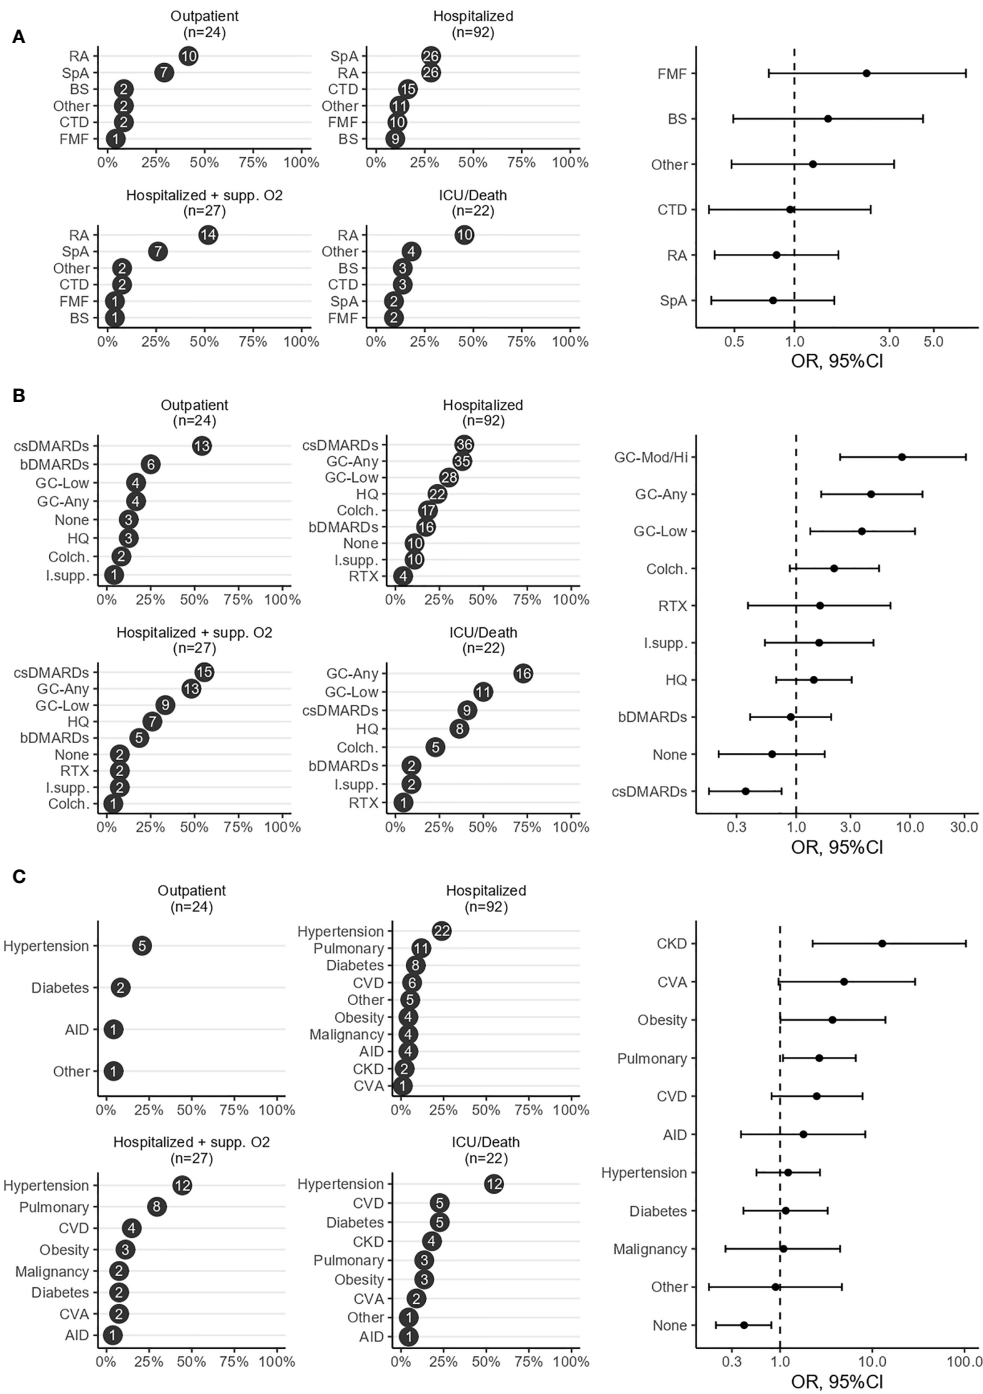 A
Outpatient
(n=24)
RA 10
SpA 7
BS 2
Other 2
CTD 2
FMF 1
0% 25% 50% 75% 100%
Hospitalized
(n=92)
SpA 26
RA 26
CTD 15
Other 11
FMF 10
BS 9
0% 25% 50% 75% 100%
Hospitalized + supp. O2
(n=27)
RA 14
SpA 7
Other 2
CTD 2
FMF 1
BS 1
0% 25% 50% 75% 100%
ICU/Death
(n=22)
RA 10
Other 4
BS 3
CTD 3
SpA 2
FMF 2
0% 25% 50% 75% 100%
FMF
BS
Other
CTD
RA
SpA
0.5 1.0 3.0 5.0
OR, 95%CI
B
Outpatient
(n=24)
csDMARDs 13
bDMARDs 6
GC-Low 4
GC-Any 4
None 3
HQ 3
Colch. 2
I.supp. 1
0% 25% 50% 75% 100%
Hospitalized
(n=92)
csDMARDs 36
GC-Any 35
GC-Low 28
HQ 22
Colch. 17
bDMARDs 16
None 10
I.supp. 10
RTX 4
0% 25% 50% 75% 100%
Hospitalized + supp. O2
(n=27)
csDMARDs 15
GC-Any 13
GC-Low 9
HQ 7
bDMARDs 5
None 2
RTX 2
I.supp. 2
Colch. 1
0% 25% 50% 75% 100%
ICU/Death
(n=22)
GC-Any 16
GC-Low 11
csDMARDs 9
HQ 8
Colch. 5
bDMARDs 2
I.supp. 2
RTX 1
0% 25% 50% 75% 100%
GC-Mod/Hi
GC-Any
GC-Low
Colch.
RTX
I.supp.
HQ
bDMARDs
None
csDMARDs
0.3 1.0 3.0 10.0 30.0
OR, 95%CI
C
Outpatient
(n=24)
Hypertension 5
Diabetes 2
AID 1
Other 1
0% 25% 50% 75% 100%
Hospitalized
(n=92)
Hypertension 22
Pulmonary 11
Diabetes 8
CVD 6
Other 5
Obesity 4
Malignancy 4
AID 4
CKD 2
CVA 1
0% 25% 50% 75% 100%
Hospitalized + supp. O2
(n=27)
Hypertension 12
Pulmonary 8
CVD 4
Obesity 3
Malignancy 2
Diabetes 2
CVA 2
AID 1
0% 25% 50% 75% 100%
ICU/Death
(n=22)
Hypertension 12
CVD 5
Diabetes 5
CKD 4
Pulmonary 3
Obesity 3
CVA 2
Other 1
AID 1
0% 25% 50% 75% 100%
CKD
CVA
Obesity
Pulmonary
CVD
AID
Hypertension
Diabetes
Malignancy
Other
None
0.3 1.0 10.0 100.0
OR, 95%CI